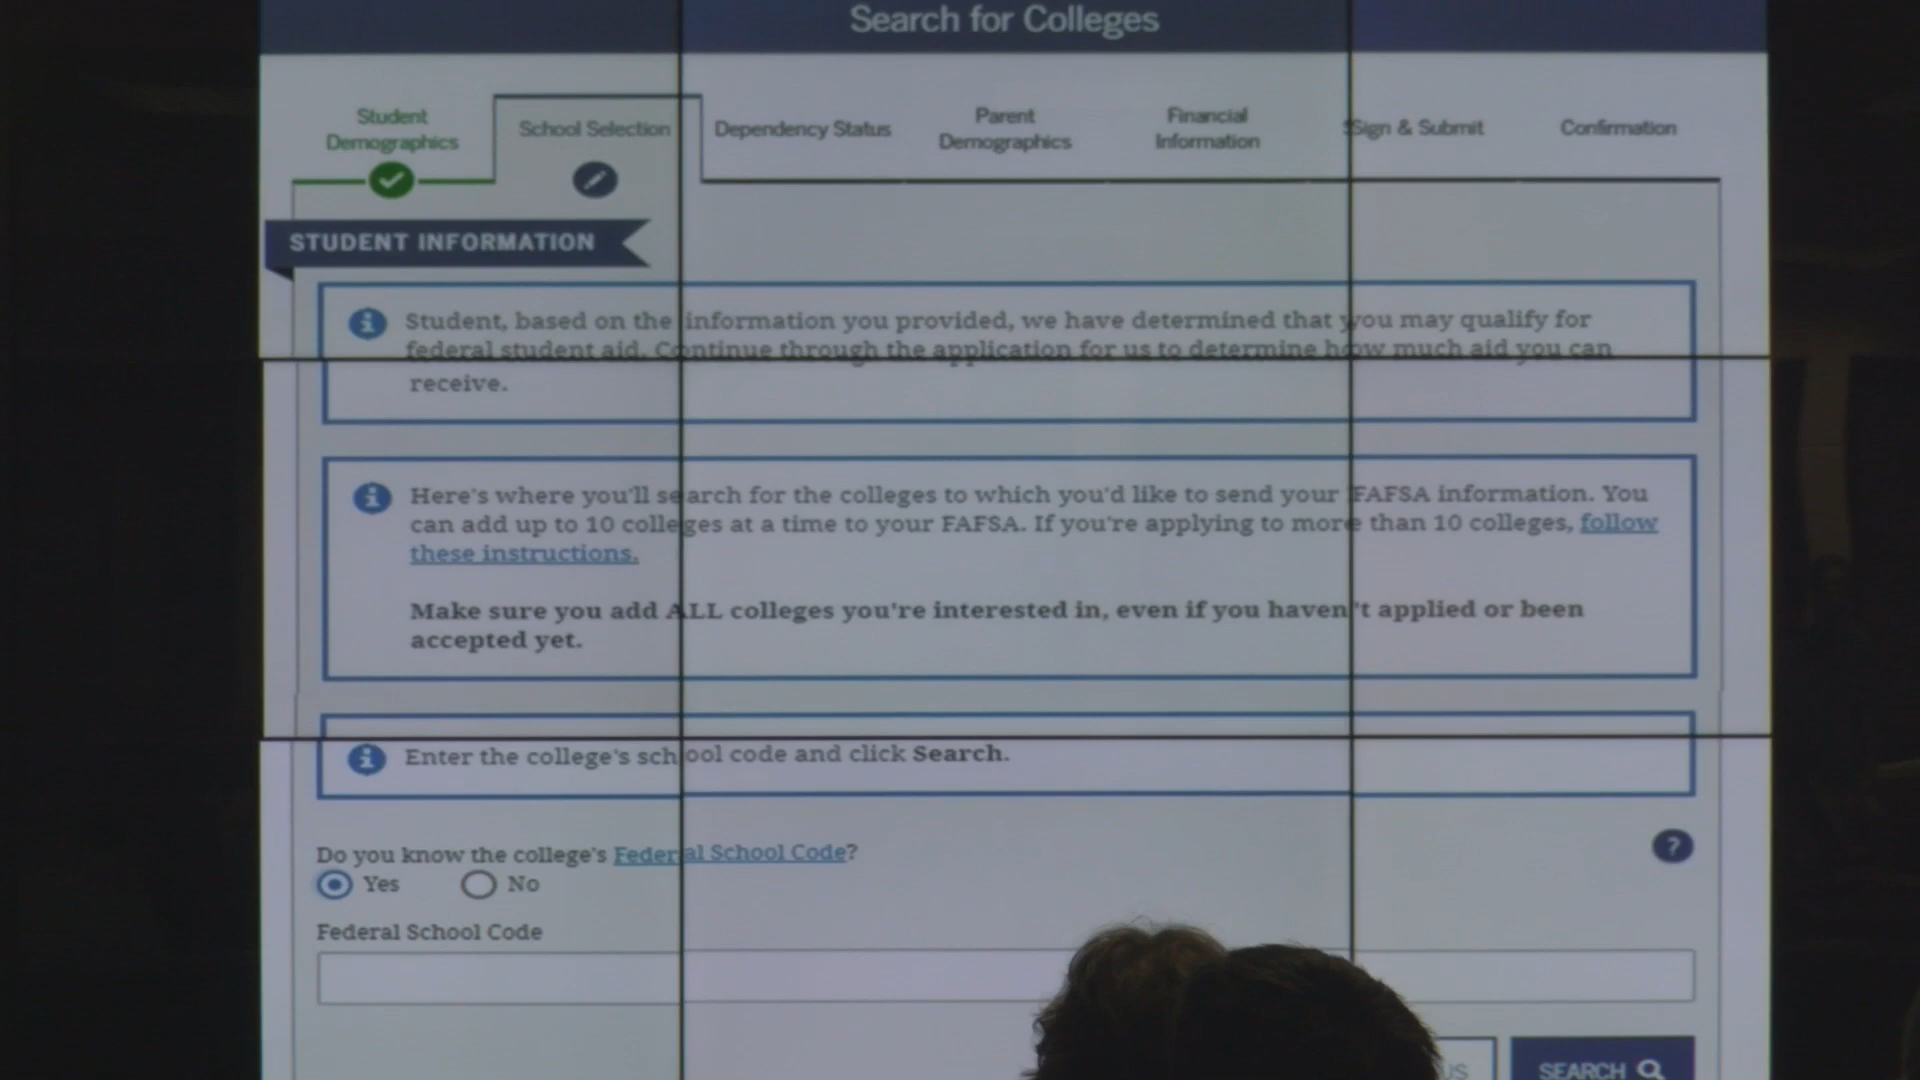 Search for Colleges
Student
Demographics
School Selection
Dependency Status
Parent
Demographics
Financial
Information
Sign & Submit
Confirmation
STUDENT INFORMATION
Student, based on the information you provided, we have determined that you may qualify for
federal student aid. Continue through the application for us to determine how much aid you can
receive.
Here's where you'll search for the colleges to which you'd like to send your FAFSA information. You
can add up to 10 colleges at a time to your FAFSA. If you're applying to more than 10 colleges, follow
these instructions.
Make sure you add ALL colleges you're interested in, even if you haven't applied or been
accepted yet.
Enter the college's school code and click Search.
Do you know the college's Federal School Code?
?
Yes
No
Federal School Code
SEARCH